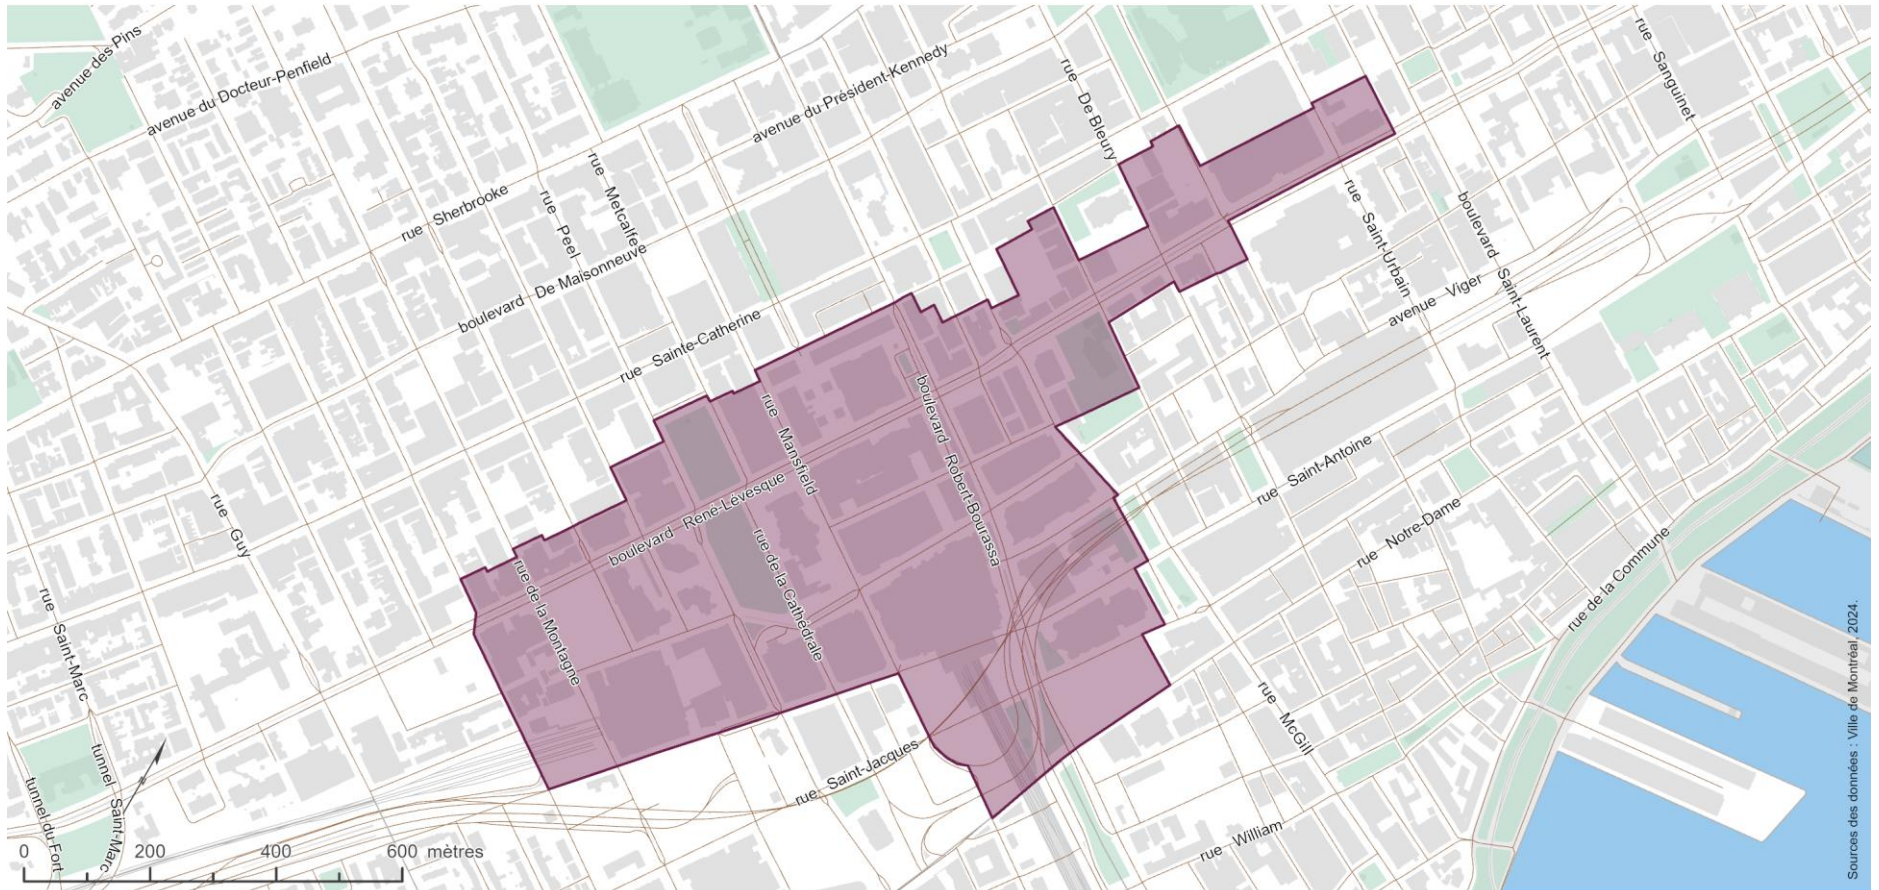 avenue des Pins
avenue du Docteur-Penfield
avenue du Président-Kennedy
rue De Bleury
rue Sanguinet
rue Sherbrooke
rue Metcalfe
rue Peel
boulevard De Maisonneuve
rue Saint-Urbain
boulevard Saint-Laurent
avenue Viger
rue Sainte-Catherine
rue Mansfield
boulevard Robert-Bourassa
rue Saint-Antoine
rue Guy
boulevard René-Lévesque
rue de la Cathédrale
rue Notre-Dame
rue de la Commune
rue de la Montagne
rue Saint-Marc
rue McGill
tunnel Saint-Marc
tunnel du Fort
rue Saint-Jacques
rue William
N
0 200 400 600 mètres
Sources des données : Ville de Montréal, 2024.